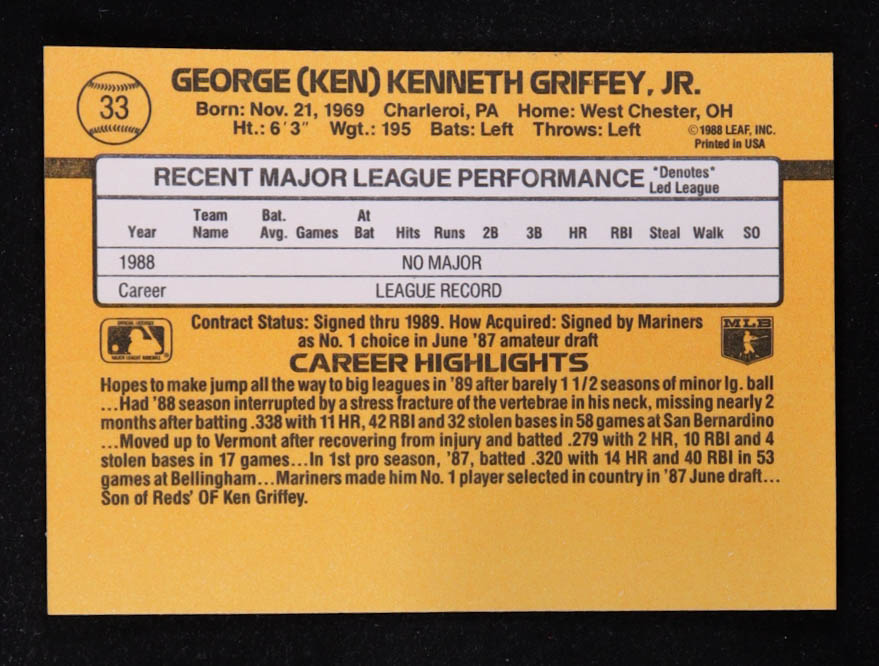 33
GEORGE (KEN) KENNETH GRIFFEY, JR.
Born: Nov. 21, 1969 Charleroi, PA Home: West Chester, OH
Ht.: 6'3" Wgt.: 195 Bats: Left Throws: Left
© 1988 LEAF, INC.
Printed in USA
RECENT MAJOR LEAGUE PERFORMANCE *Denotes* Led League
Year Team Name Bat. Avg. Games At Bat Hits Runs 2B 3B HR RBI Steal Walk SO
1988 NO MAJOR
Career LEAGUE RECORD
OFFICIAL LICENSEE
MAJOR LEAGUE BASEBALL
Contract Status: Signed thru 1989. How Acquired: Signed by Mariners
as No. 1 choice in June '87 amateur draft
MLB
CAREER HIGHLIGHTS
Hopes to make jump all the way to big leagues in '89 after barely 1 1/2 seasons of minor lg. ball
...Had '88 season interrupted by a stress fracture of the vertebrae in his neck, missing nearly 2
months after batting .338 with 11 HR, 42 RBI and 32 stolen bases in 58 games at San Bernardino
...Moved up to Vermont after recovering from injury and batted .279 with 2 HR, 10 RBI and 4
stolen bases in 17 games...In 1st pro season, '87, batted .320 with 14 HR and 40 RBI in 53
games at Bellingham...Mariners made him No. 1 player selected in country in '87 June draft...
Son of Reds' OF Ken Griffey.